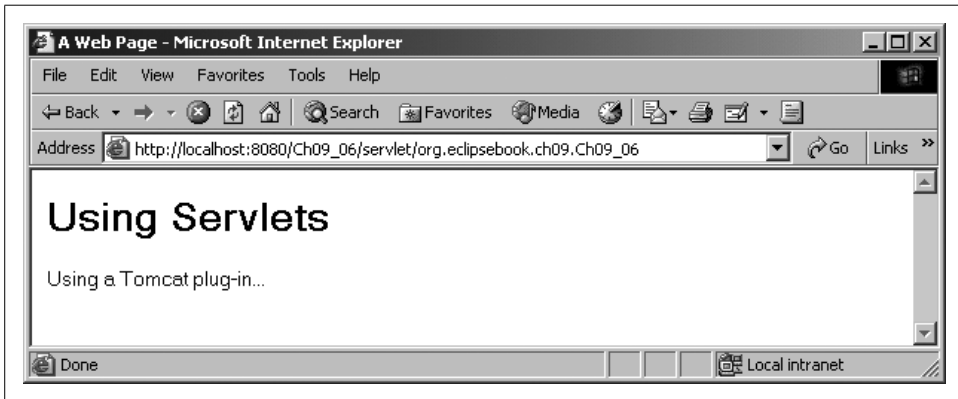 A Web Page - Microsoft Internet Explorer
File Edit View Favorites Tools Help
Back Search Favorites Media
Address http://localhost:8080/Ch09_06/servlet/org.eclipsebook.ch09.Ch09_06 Go Links »
Using Servlets
Using a Tomcat plug-in...
Done Local intranet